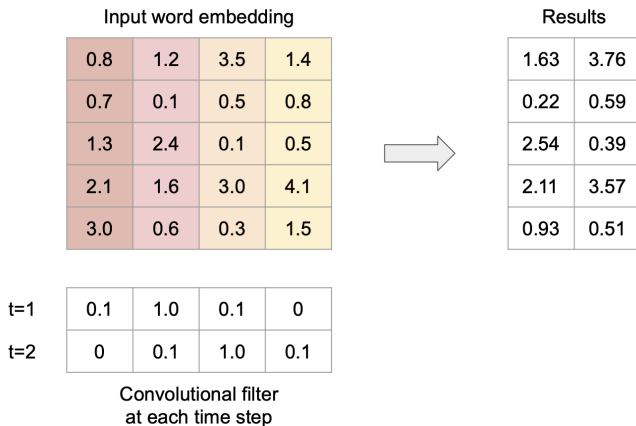 Input word embedding Results
0.8 1.2 3.5 1.4 1.63 3.76
0.7 0.1 0.5 0.8 0.22 0.59
1.3 2.4 0.1 0.5 2.54 0.39
2.1 1.6 3.0 4.1 2.11 3.57
3.0 0.6 0.3 1.5 0.93 0.51
t=1 0.1 1.0 0.1 0
t=2 0 0.1 1.0 0.1
Convolutional filter
at each time step